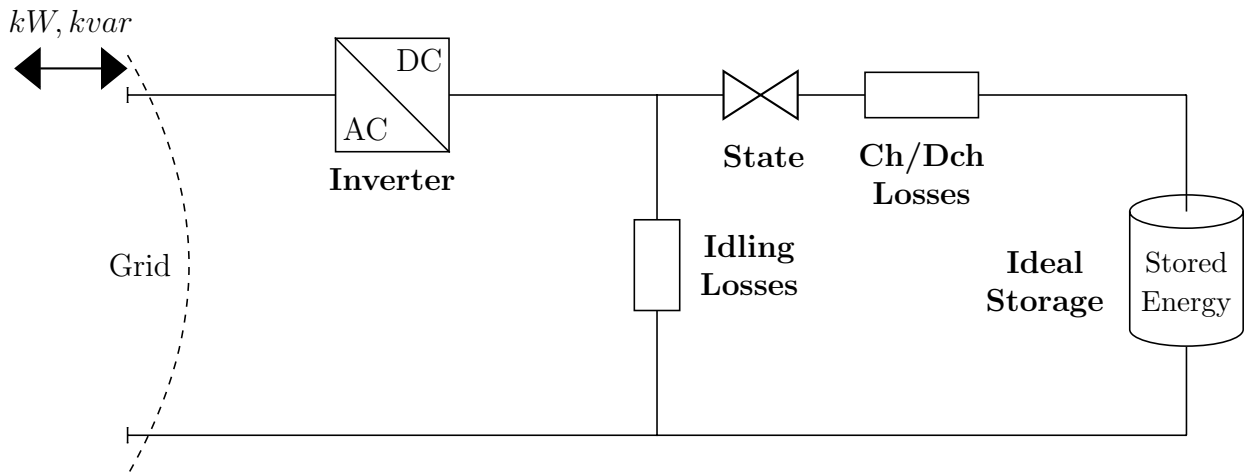 kW, kvar
DC
AC
Inverter
State
Ch/Dch
Losses
Grid
Idling
Losses
Ideal
Storage
Stored
Energy